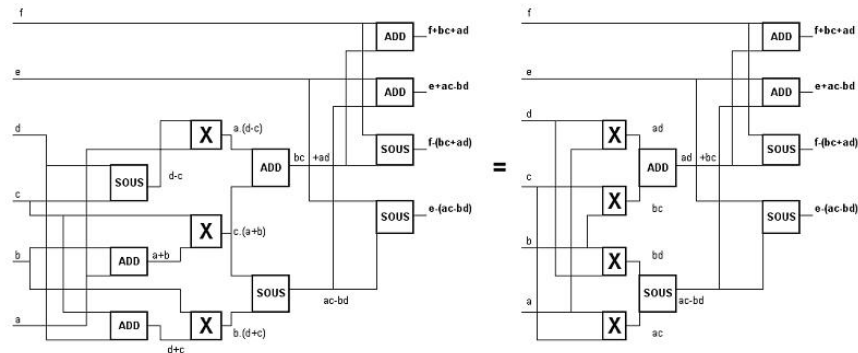 f
ADD
f+bc+ad
e
ADD
e+ac-bd
d
X
a.(d-c)
SOUS
f-(bc+ad)
ADD
bc +ad
SOUS
d-c
c
X
c.(a+b)
SOUS
e-(ac-bd)
b
ADD
a+b
SOUS
ac-bd
a
ADD
d+c
X
b.(d+c)
=
f
ADD
f+bc+ad
e
ADD
e+ac-bd
d
X
ad
SOUS
f-(bc+ad)
ADD
ad +bc
c
X
bc
SOUS
e-(ac-bd)
b
X
bd
SOUS
ac-bd
a
X
ac